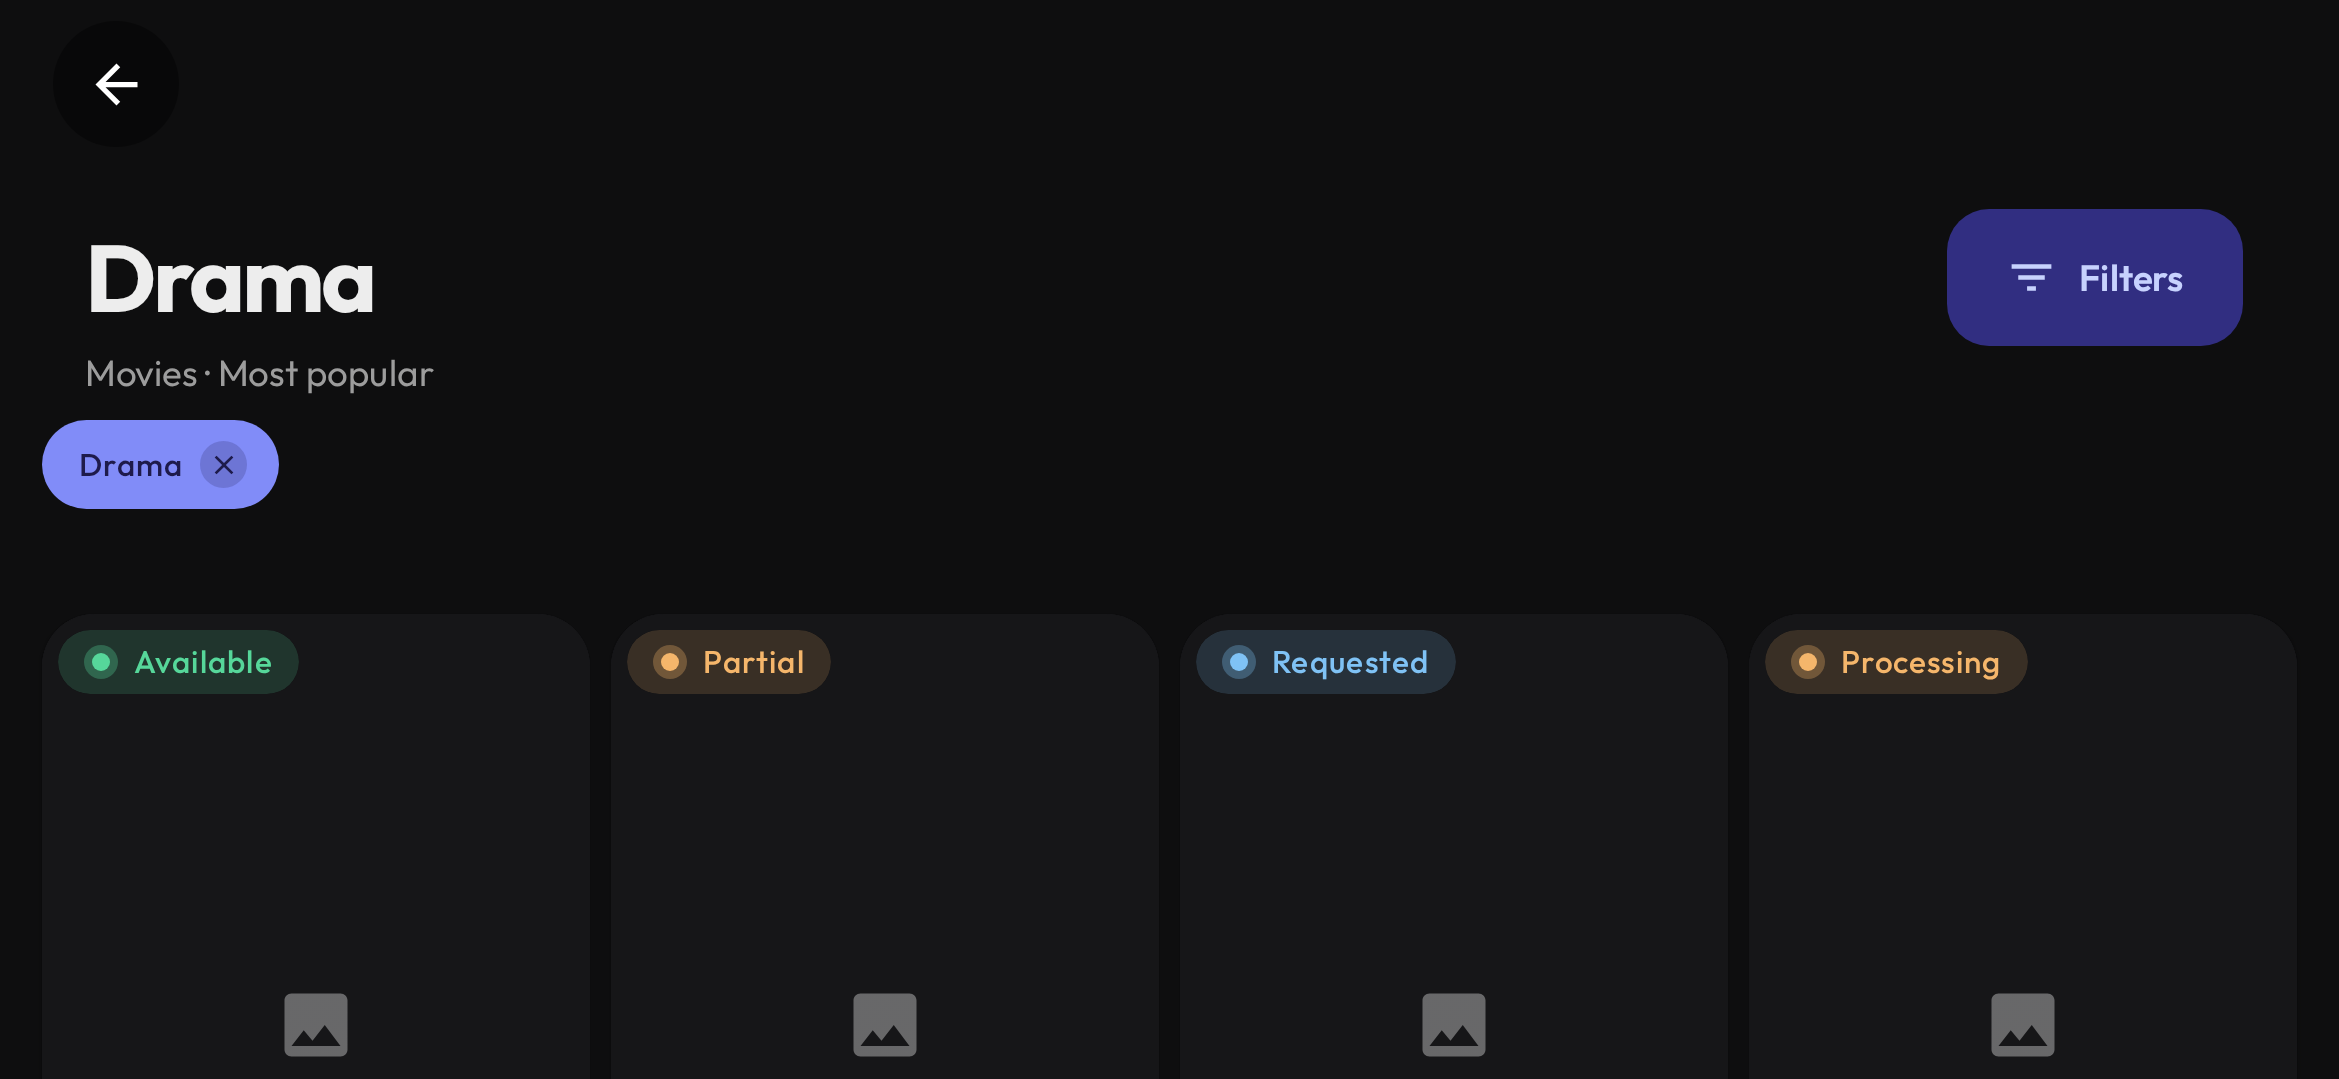 Drama
Filters
Movies · Most popular
Drama
Available
Partial
Requested
Processing